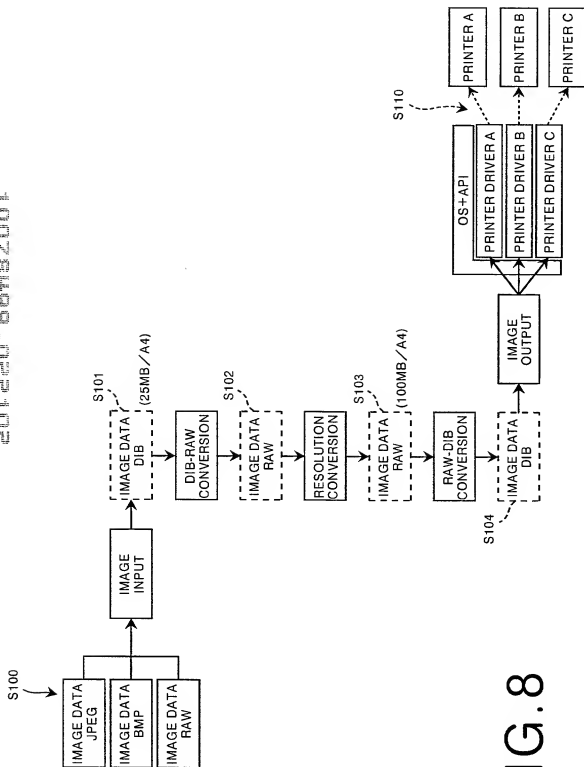 S100
IMAGE DATA
JPEG
IMAGE DATA
BMP
IMAGE DATA
RAW
IMAGE
INPUT
S101
IMAGE DATA
DIB
(25MB/A4)
DIB-RAW
CONVERSION
S102
IMAGE DATA
RAW
RESOLUTION
CONVERSION
S103
IMAGE DATA
RAW
(100MB/A4)
RAW-DIB
CONVERSION
IMAGE DATA
DIB
S104
IMAGE
OUTPUT
OS+API
PRINTER DRIVER A
PRINTER DRIVER B
PRINTER DRIVER C
S110
PRINTER A
PRINTER B
PRINTER C
IG.8